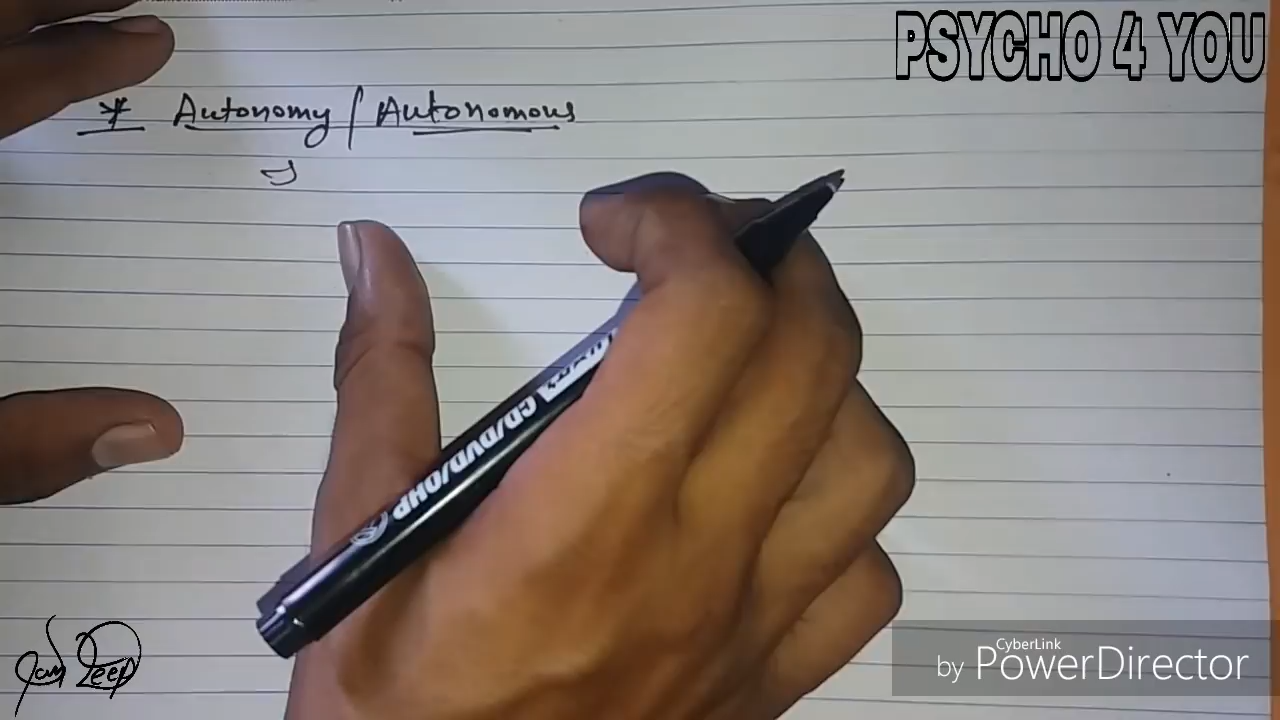 PSYCHO 4 YOU
* Autonomy / Autonomous
CD/DVD/OHP
CyberLink
by PowerDirector